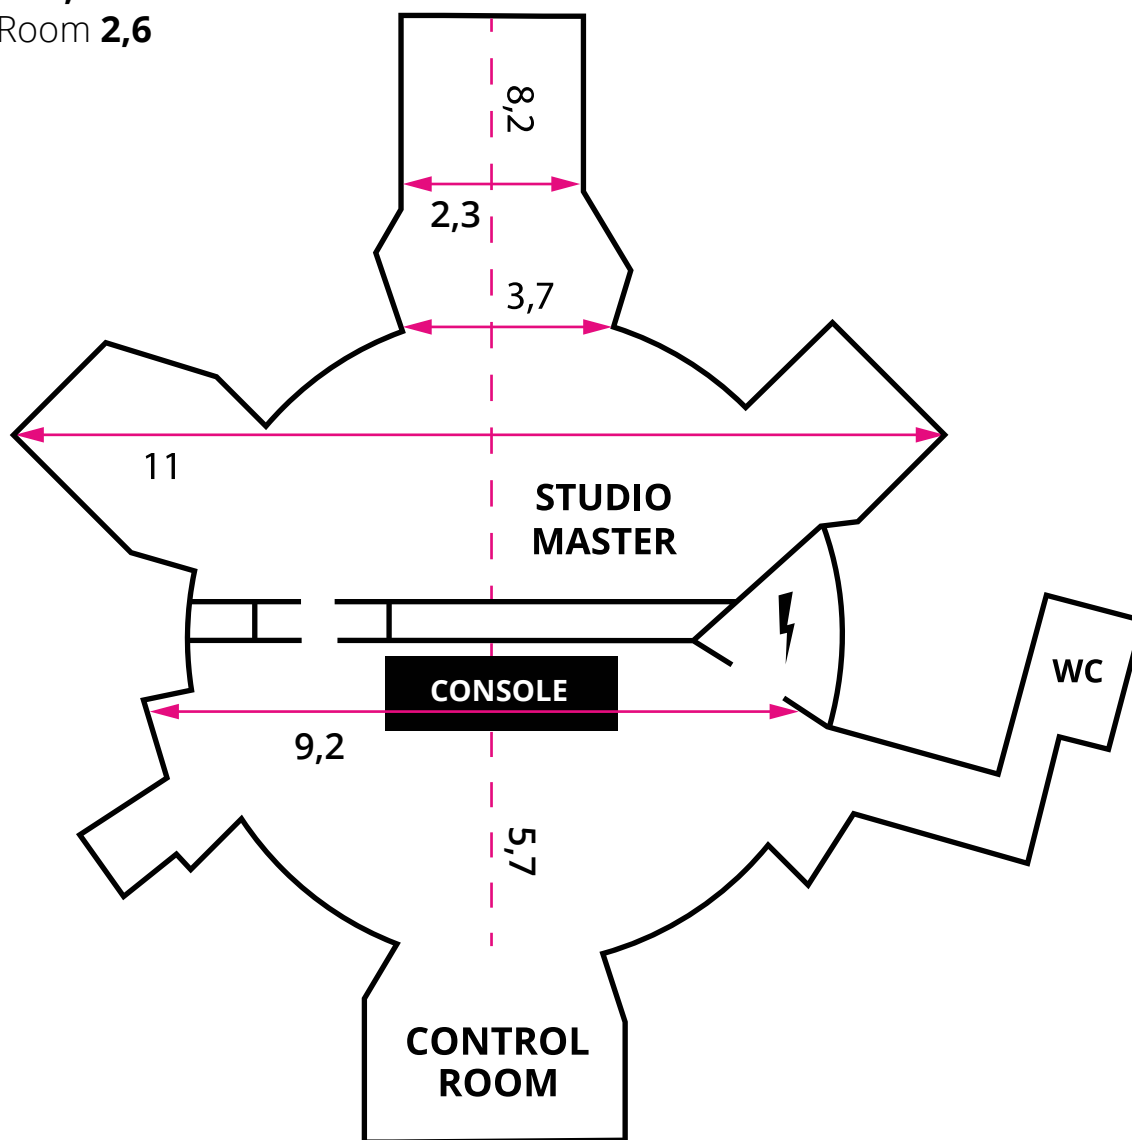 Room 2,6
8,2
2,3
3,7
11
STUDIO
MASTER
WC
CONSOLE
9,2
5,7
CONTROL
ROOM